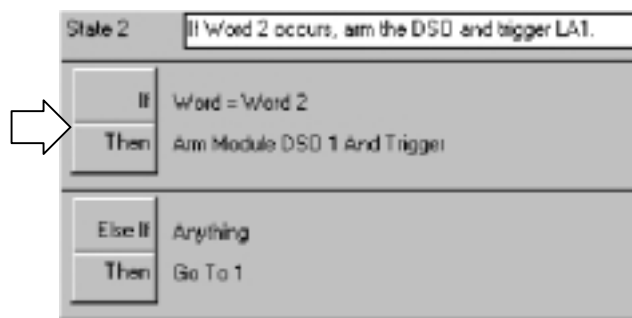 State 2 If Word 2 occurs, arm the DSO and trigger LA1.
If Word = Word 2
Then Arm Module DSO 1 And Trigger
Else If Anything
Then Go To 1